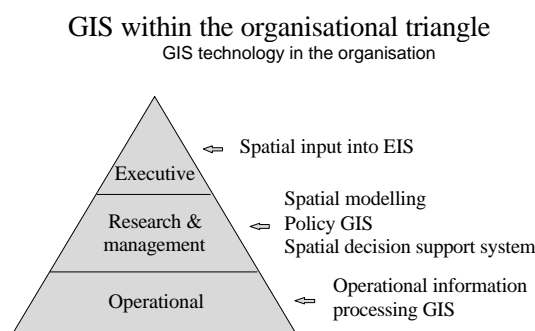 GIS within the organisational triangle
GIS technology in the organisation
Spatial input into EIS
Executive
Spatial modelling
Research &
Policy GIS
management
Spatial decision support system
Operational information
Operational
processing GIS